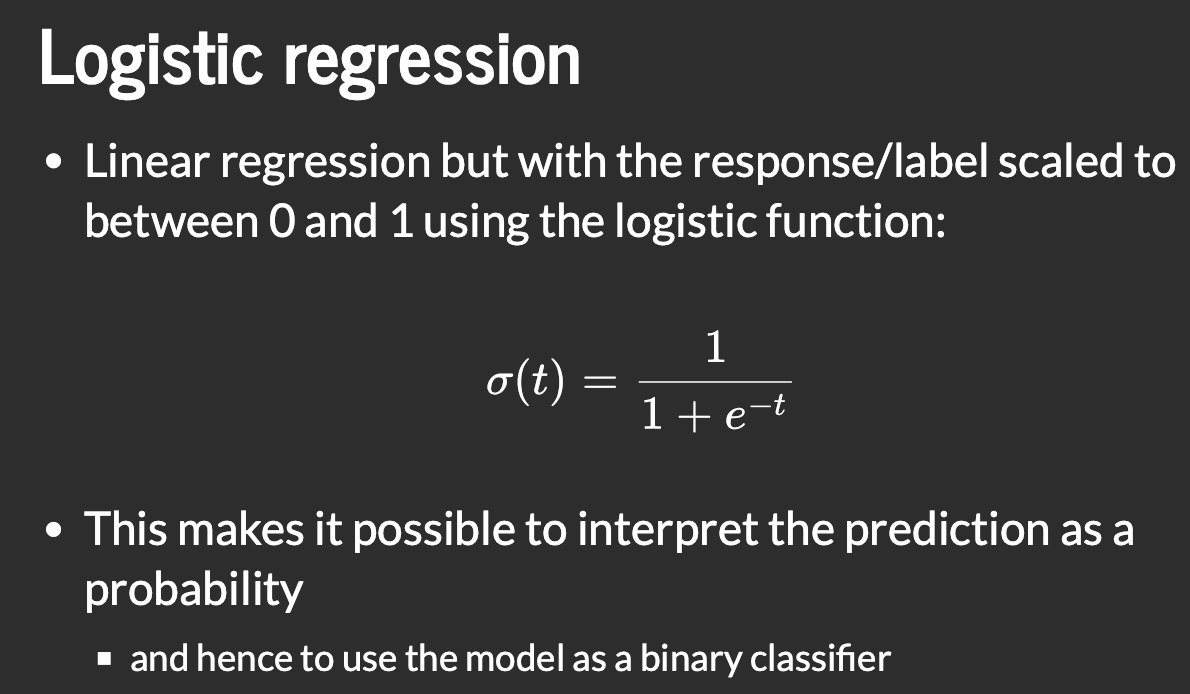 Logistic regression
• Linear regression but with the response/label scaled to
between 0 and 1 using the logistic function:
σ(t) = 1 / (1 + e^{−t})
• This makes it possible to interpret the prediction as a
probability
▪ and hence to use the model as a binary classifier